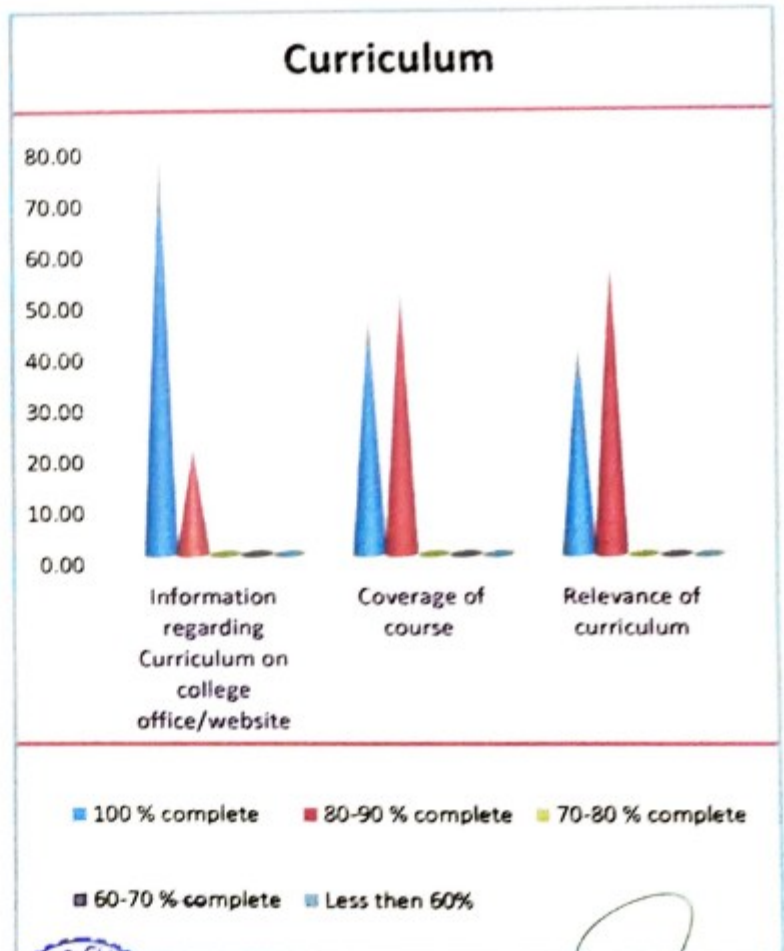 Curriculum
80.00
70.00
60.00
50.00
40.00
30.00
20.00
10.00
0.00
Information
regarding
Curriculum on
college
office/website
Coverage of
course
Relevance of
curriculum
100 % complete
80-90 % complete
70-80 % complete
60-70 % complete
Less then 60%